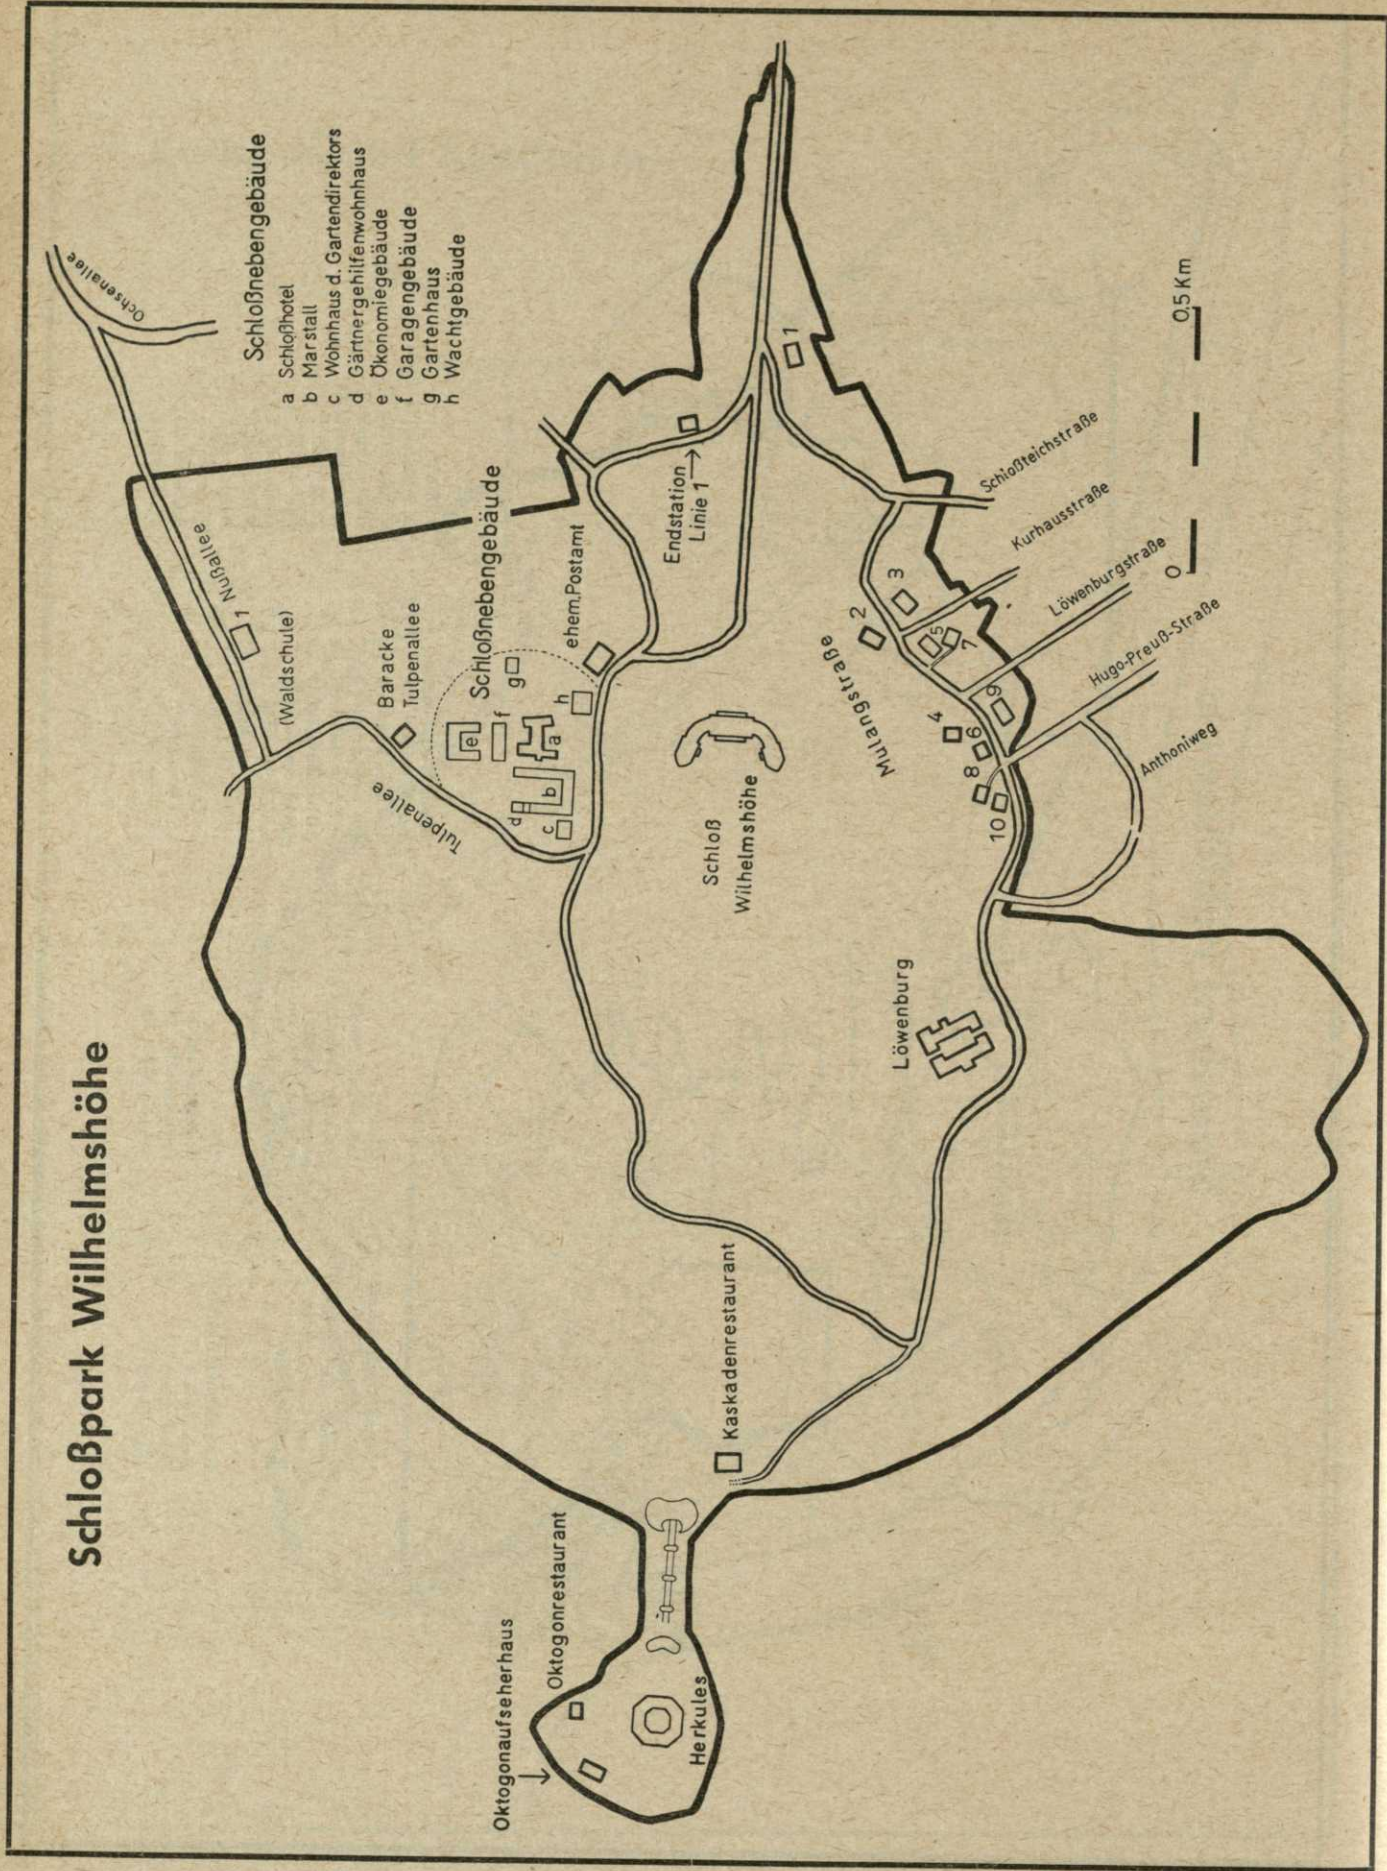 Schloßpark Wilhelmshöhe
Ochsenallee
Schloßnebengebäude
a Schloßhotel
b Marstall
c Wohnhaus d. Gartendirektors
d Gärtnergehilfenwohnhaus
e Ökonomiegebäude
f Garagengebäude
g Gartenhaus
h Wachtgebäude
Nußallee
1
(Waldschule)
Baracke
Tulpenallee
Tulpenallee
Schloßnebengebäude
g
f
e
a
h
b
d
c
ehem. Postamt
Endstation
Linie 1
1
Schloß
Wilhelmshöhe
Mulangstraße
2
3
4
5
6
7
8
9
10
Schloßteichstraße
Kurhausstraße
Löwenburgstraße
Hugo-Preuß-Straße
Anthoniweg
Löwenburg
Kaskadenrestaurant
Oktogonaufseherhaus
Oktogonrestaurant
Herkules
0 0,5 Km